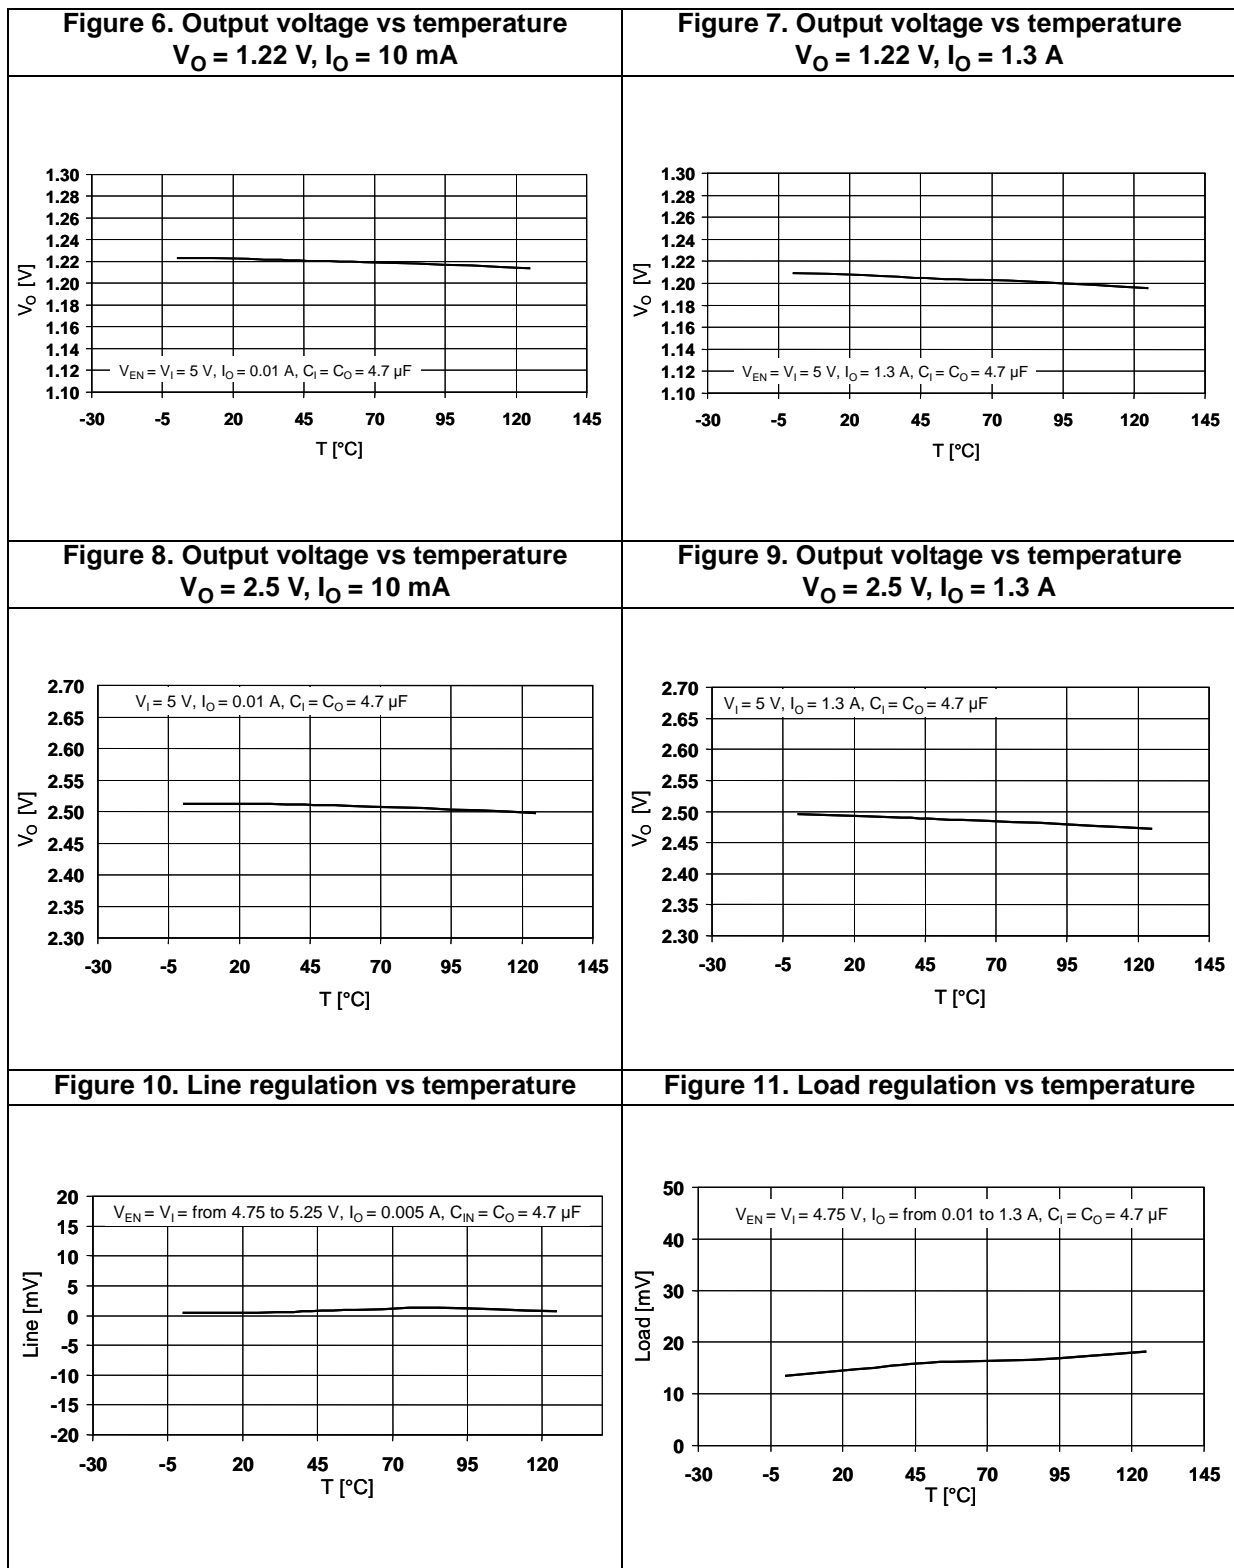 Figure 6. Output voltage vs temperature
VO = 1.22 V, IO = 10 mA
Figure 7. Output voltage vs temperature
VO = 1.22 V, IO = 1.3 A
1.30
1.28
1.26
1.24
1.22
1.20
1.18
1.16
1.14
1.12
1.10
VO [V]
VEN = VI = 5 V, IO = 0.01 A, CI = CO = 4.7 µF
-30 -5 20 45 70 95 120 145
T [°C]
1.30
1.28
1.26
1.24
1.22
1.20
1.18
1.16
1.14
1.12
1.10
VO [V]
VEN = VI = 5 V, IO = 1.3 A, CI = CO = 4.7 µF
-30 -5 20 45 70 95 120 145
T [°C]
Figure 8. Output voltage vs temperature
VO = 2.5 V, IO = 10 mA
Figure 9. Output voltage vs temperature
VO = 2.5 V, IO = 1.3 A
VI = 5 V, IO = 0.01 A, CI = CO = 4.7 µF
2.70
2.65
2.60
2.55
2.50
2.45
2.40
2.35
2.30
VO [V]
-30 -5 20 45 70 95 120 145
T [°C]
VI = 5 V, IO = 1.3 A, CI = CO = 4.7 µF
2.70
2.65
2.60
2.55
2.50
2.45
2.40
2.35
2.30
VO [V]
-30 -5 20 45 70 95 120 145
T [°C]
Figure 10. Line regulation vs temperature
Figure 11. Load regulation vs temperature
VEN = VI = from 4.75 to 5.25 V, IO = 0.005 A, CIN = CO = 4.7 µF
20
15
10
5
0
-5
-10
-15
-20
Line [mV]
-30 -5 20 45 70 95 120
T [°C]
VEN = VI = 4.75 V, IO = from 0.01 to 1.3 A, CI = CO = 4.7 µF
50
40
30
20
10
0
Load [mV]
-30 -5 20 45 70 95 120 145
T [°C]